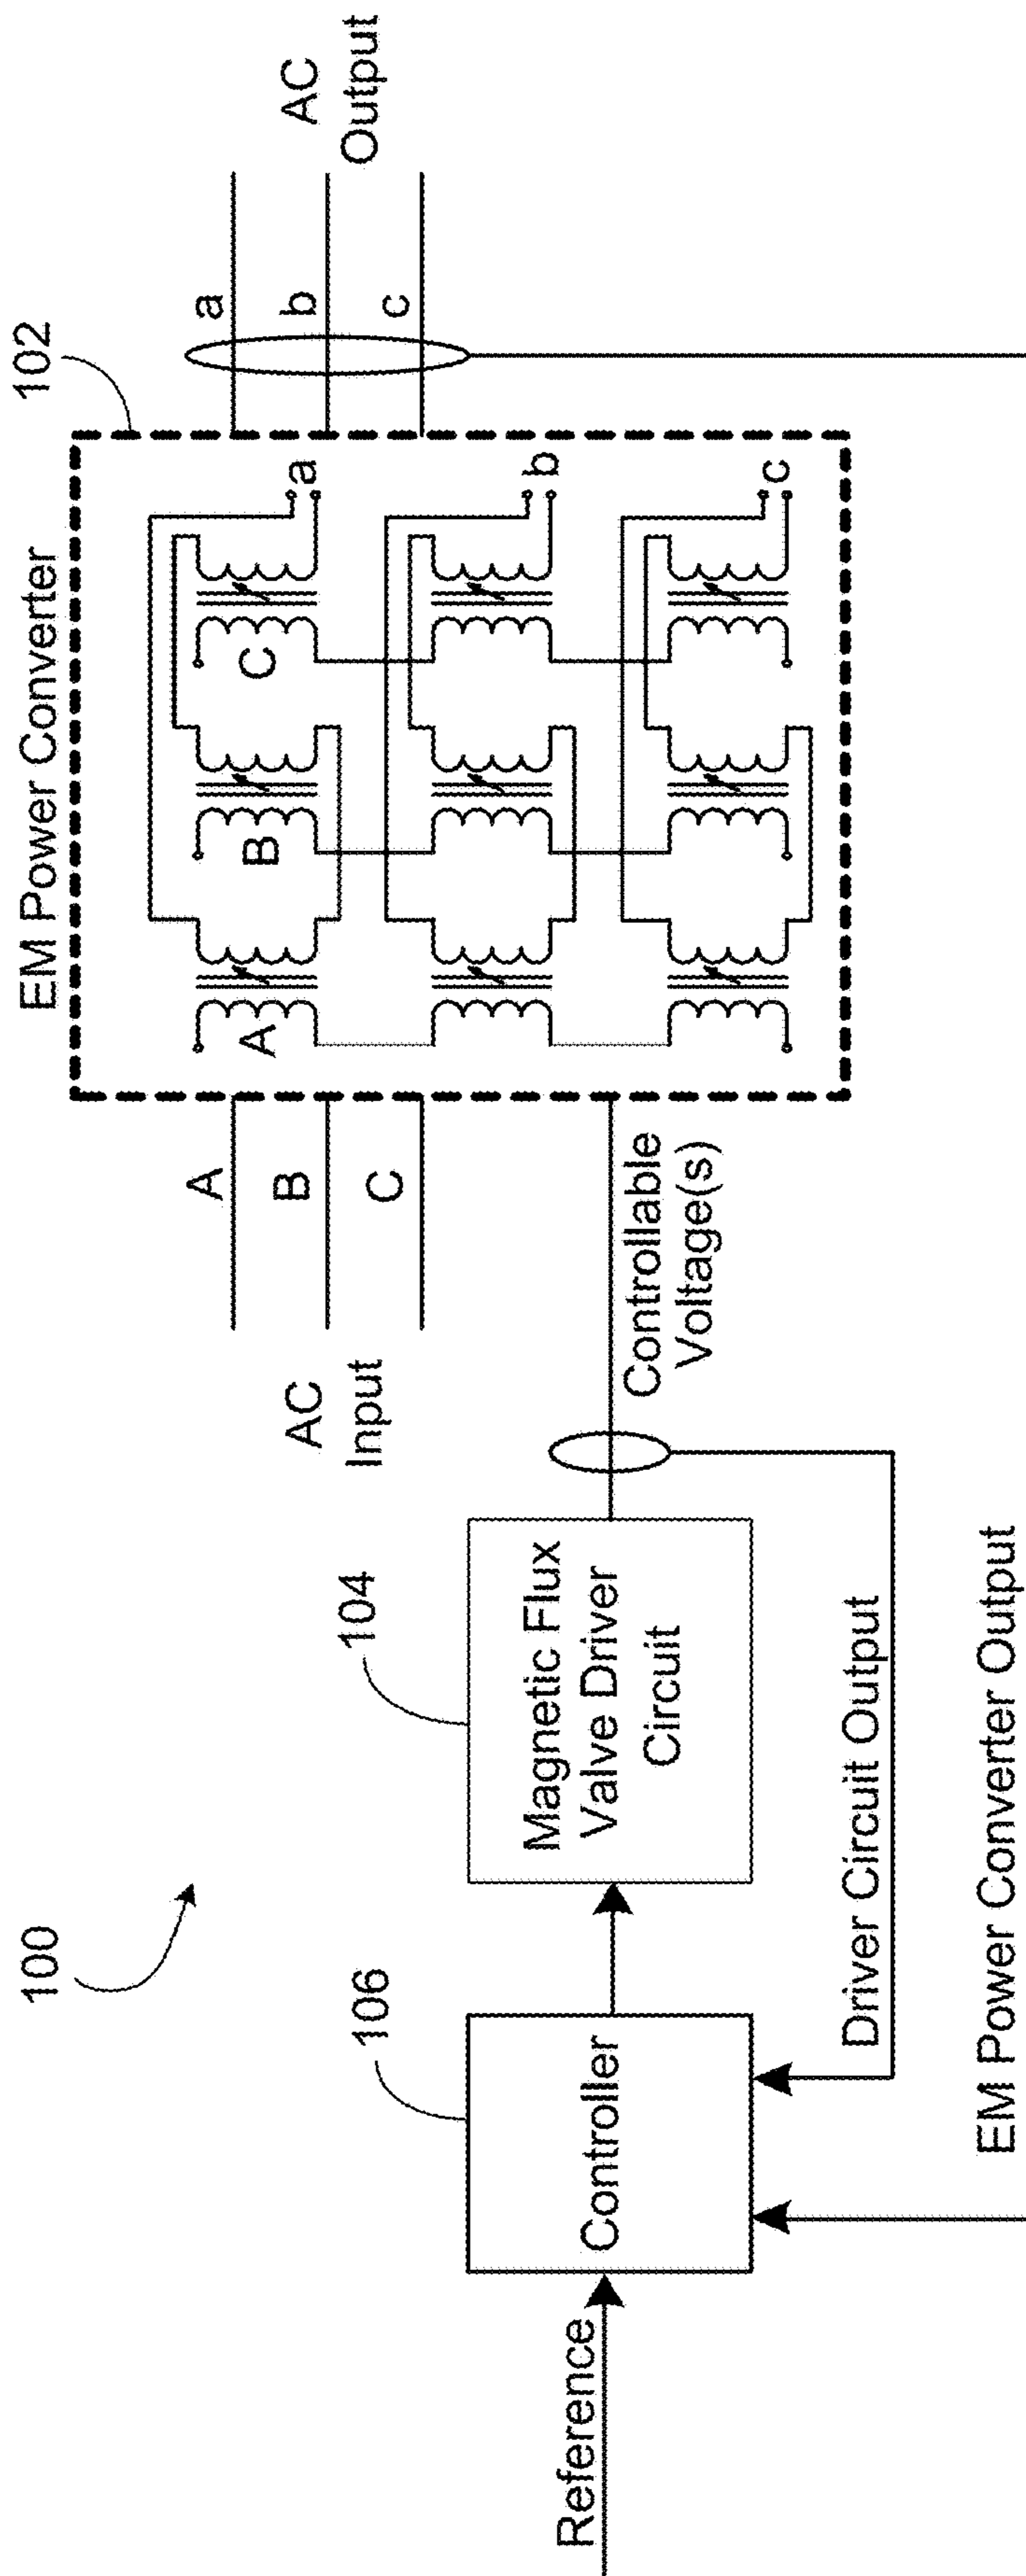 100
EM Power Converter
102
AC
Input
A
B
C
A
B
C
a
b
c
a
b
c
AC
Output
Reference
106
Controller
104
Magnetic Flux
Valve Driver
Circuit
Controllable
Voltage(s)
Driver Circuit Output
EM Power Converter Output